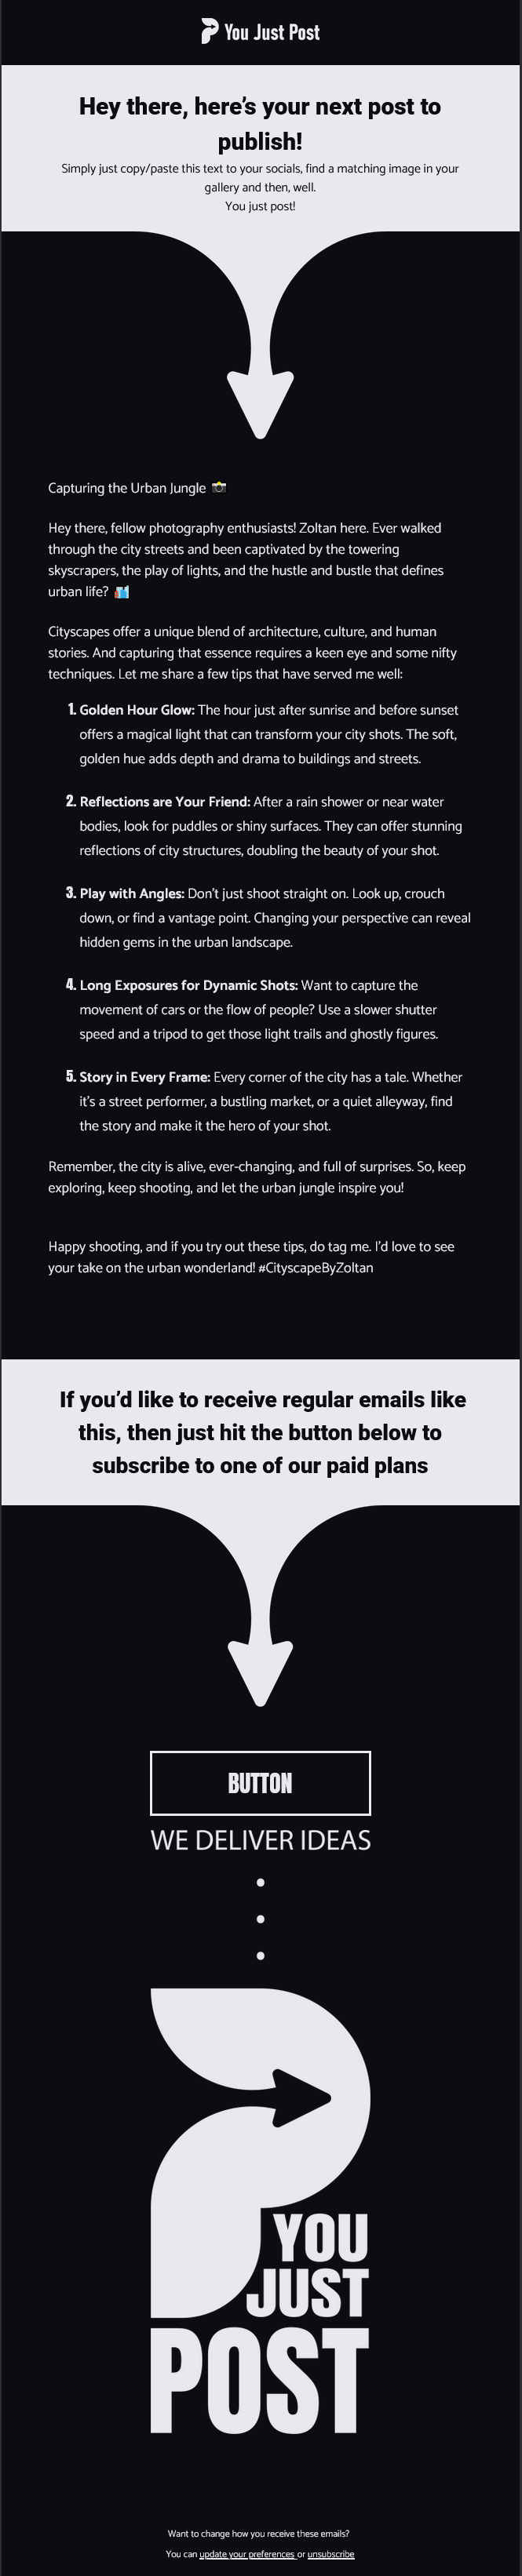 You Just Post
Hey there, here’s your next post to
publish!
Simply just copy/paste this text to your socials, find a matching image in your
gallery and then, well.
You just post!
Capturing the Urban Jungle 📸
Hey there, fellow photography enthusiasts! Zoltan here. Ever walked
through the city streets and been captivated by the towering
skyscrapers, the play of lights, and the hustle and bustle that defines
urban life? 🏙️
Cityscapes offer a unique blend of architecture, culture, and human
stories. And capturing that essence requires a keen eye and some nifty
techniques. Let me share a few tips that have served me well:
1. Golden Hour Glow: The hour just after sunrise and before sunset
offers a magical light that can transform your city shots. The soft,
golden hue adds depth and drama to buildings and streets.
2. Reflections are Your Friend: After a rain shower or near water
bodies, look for puddles or shiny surfaces. They can offer stunning
reflections of city structures, doubling the beauty of your shot.
3. Play with Angles: Don’t just shoot straight on. Look up, crouch
down, or find a vantage point. Changing your perspective can reveal
hidden gems in the urban landscape.
4. Long Exposures for Dynamic Shots: Want to capture the
movement of cars or the flow of people? Use a slower shutter
speed and a tripod to get those light trails and ghostly figures.
5. Story in Every Frame: Every corner of the city has a tale. Whether
it’s a street performer, a bustling market, or a quiet alleyway, find
the story and make it the hero of your shot.
Remember, the city is alive, ever-changing, and full of surprises. So, keep
exploring, keep shooting, and let the urban jungle inspire you!
Happy shooting, and if you try out these tips, do tag me. I’d love to see
your take on the urban wonderland! #CityscapeByZoltan
If you’d like to receive regular emails like
this, then just hit the button below to
subscribe to one of our paid plans
BUTTON
WE DELIVER IDEAS
YOU
JUST
POST
Want to change how you receive these emails?
You can update your preferences or unsubscribe